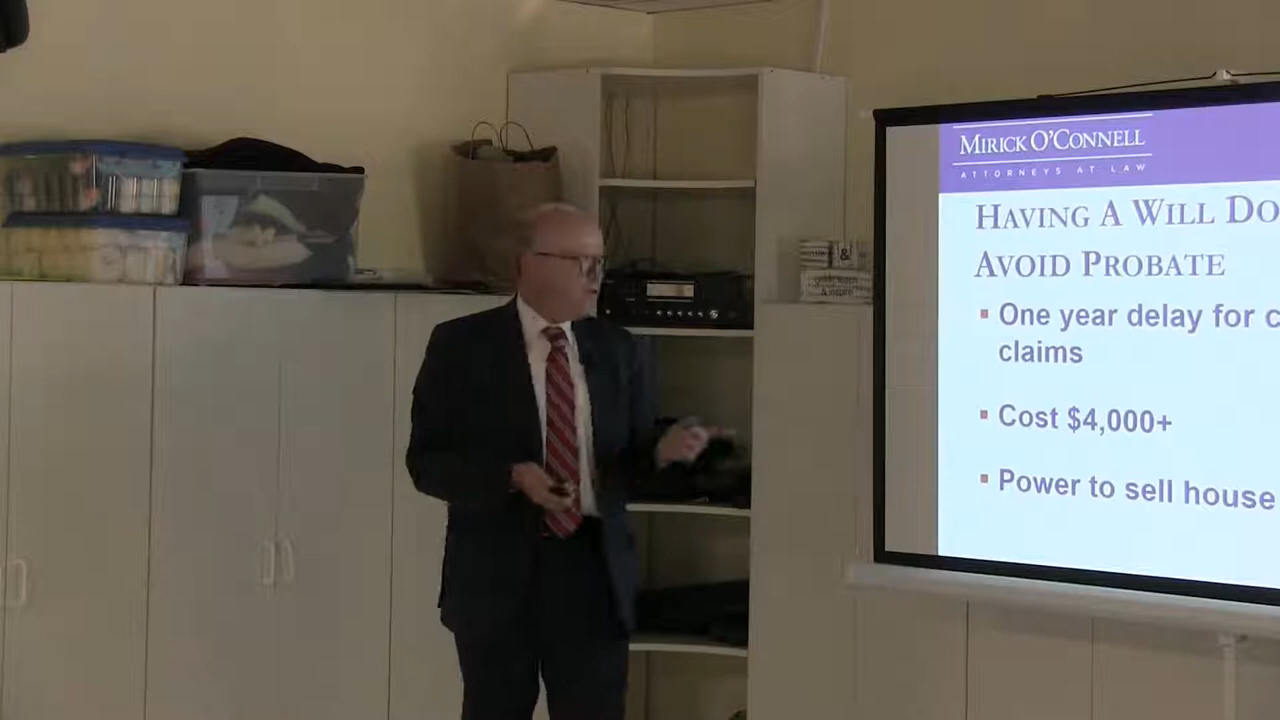 MIRICK O'CONNELL
ATTORNEYS AT LAW
HAVING A WILL DO
AVOID PROBATE
▪ One year delay for c
claims
▪ Cost $4,000+
▪ Power to sell house
&